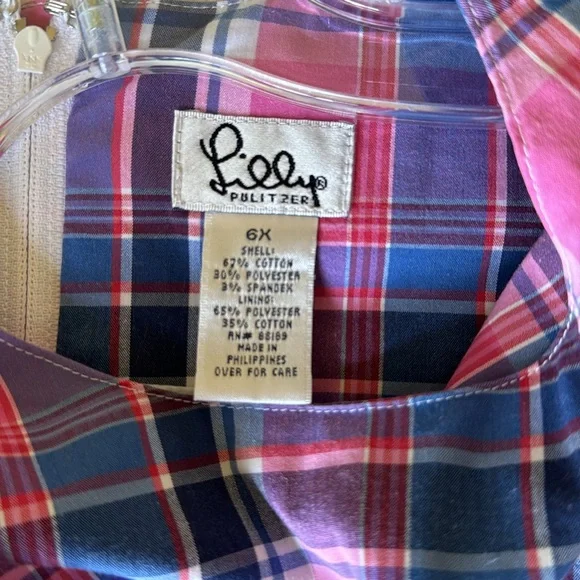 Lilly®
PULITZER
6X
SHELL:
67% COTTON
30% POLYESTER
3% SPANDEX
LINING:
65% POLYESTER
35% COTTON
RN# 88189
MADE IN
PHILIPPINES
OVER FOR CARE